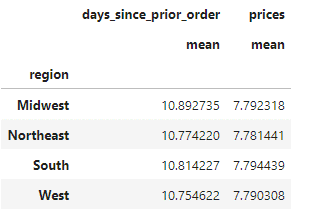 days_since_prior_order prices
mean mean
region
Midwest 10.892735 7.792318
Northeast 10.774220 7.781441
South 10.814227 7.794439
West 10.754622 7.790308